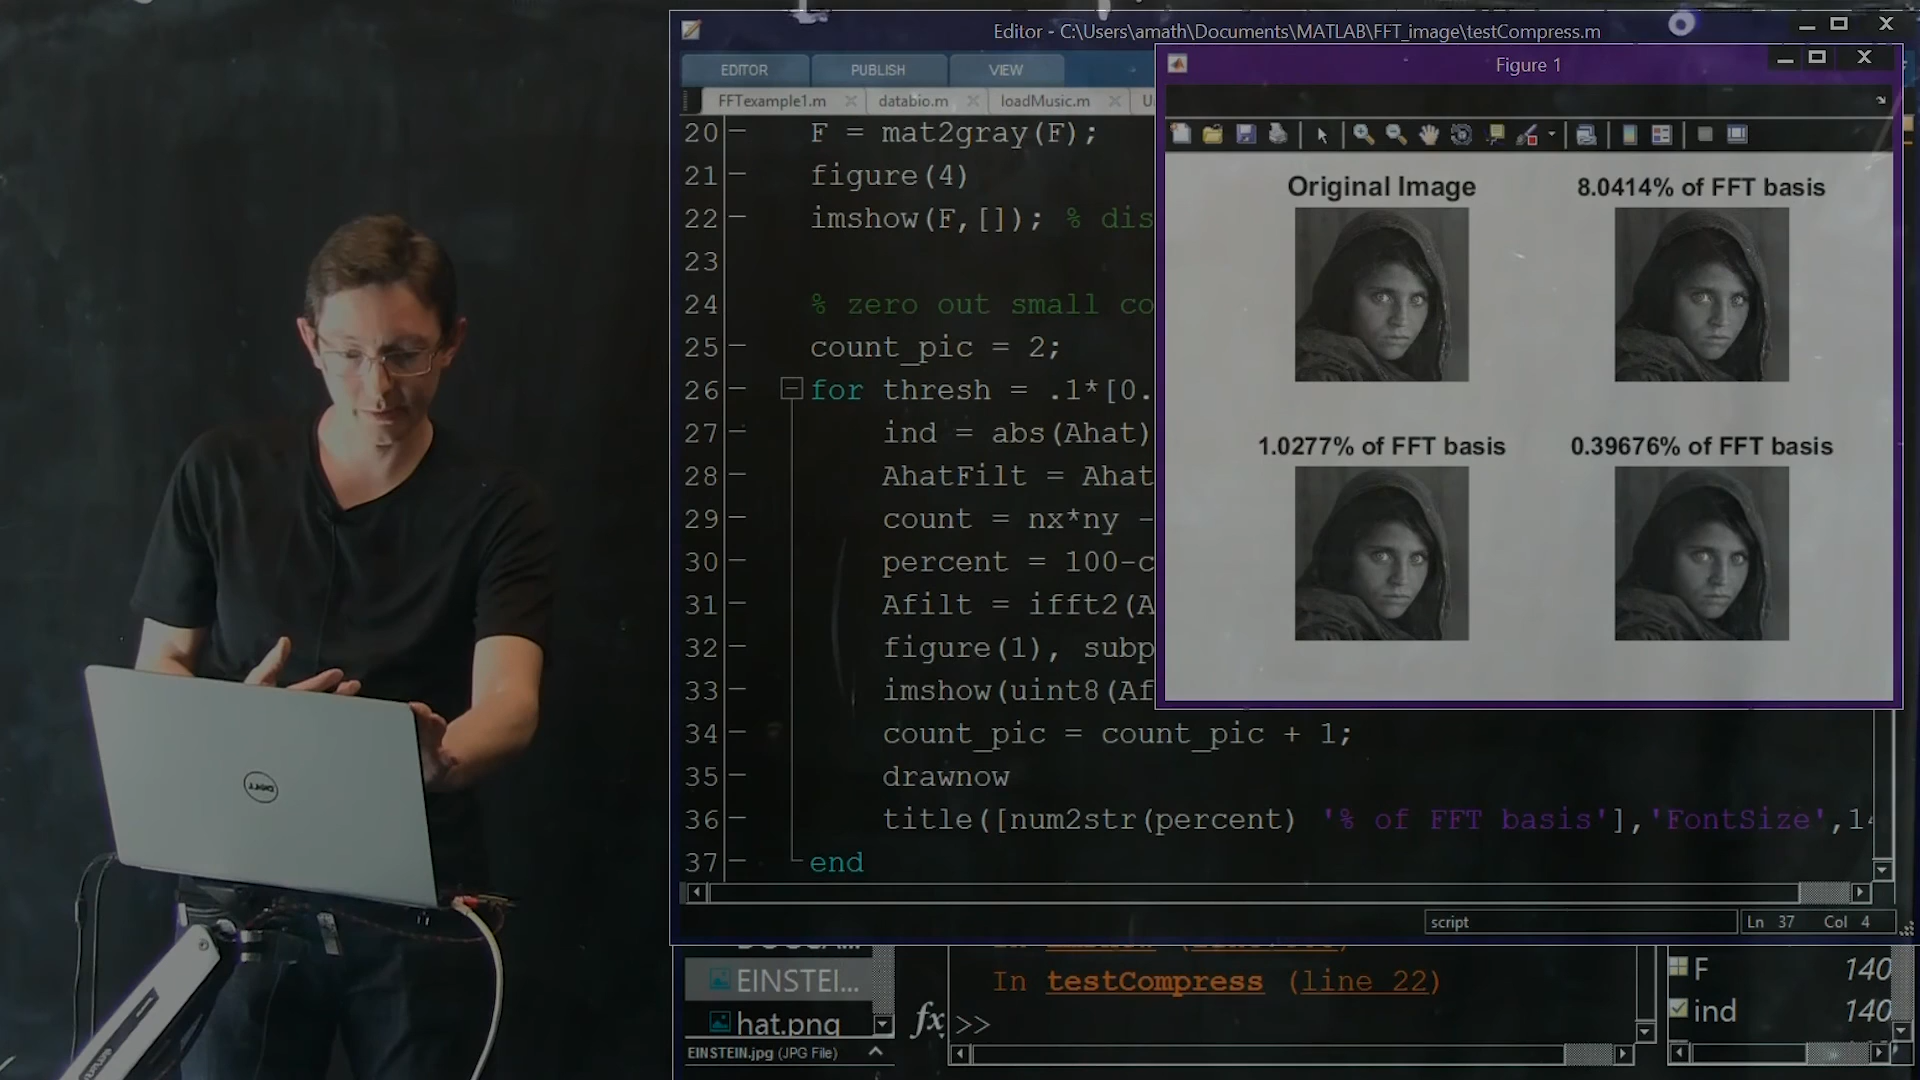 Editor - C:\Users\amath\Documents\MATLAB\FFT_image\testCompress.m
EDITOR PUBLISH VIEW
FFTexample1.m databio.m loadMusic.m
20 F = mat2gray(F);
21 figure(4)
22 imshow(F,[]); % dis
23
24 % zero out small co
25 count_pic = 2;
26 for thresh = .1*[0.
27 ind = abs(Ahat)
28 AhatFilt = Ahat
29 count = nx*ny -
30 percent = 100-c
31 Afilt = ifft2(A
32 figure(1), subp
33 imshow(uint8(Af
34 count_pic = count_pic + 1;
35 drawnow
36 title([num2str(percent) '% of FFT basis'],'FontSize',14
37 end
script Ln 37 Col 4
Figure 1
Original Image 8.0414% of FFT basis
1.0277% of FFT basis 0.39676% of FFT basis
EINSTEI...
hat.png
EINSTEIN.jpg (JPG File)
In testCompress (line 22)
fx >>
F 140
ind 140
DELL